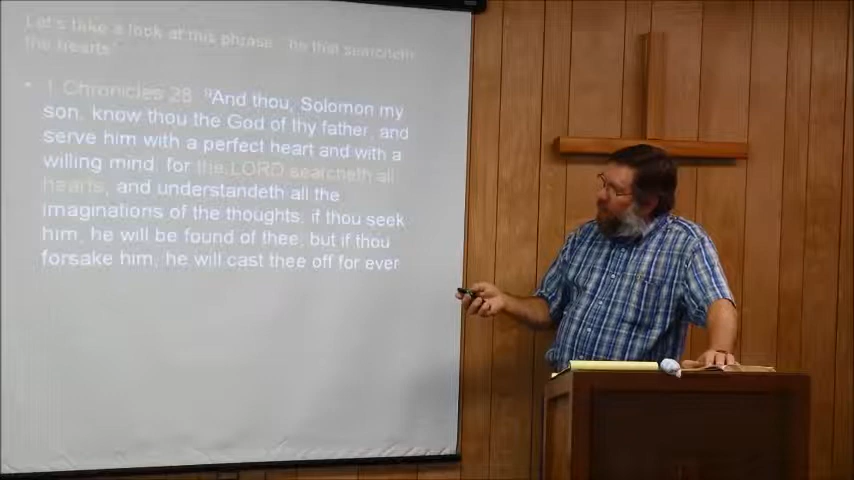 Let's take a look at this phrase "he that searcheth
the hearts"
• 1 Chronicles 28 9And thou, Solomon my
son, know thou the God of thy father, and
serve him with a perfect heart and with a
willing mind: for the LORD searcheth all
hearts, and understandeth all the
imaginations of the thoughts: if thou seek
him, he will be found of thee; but if thou
forsake him, he will cast thee off for ever